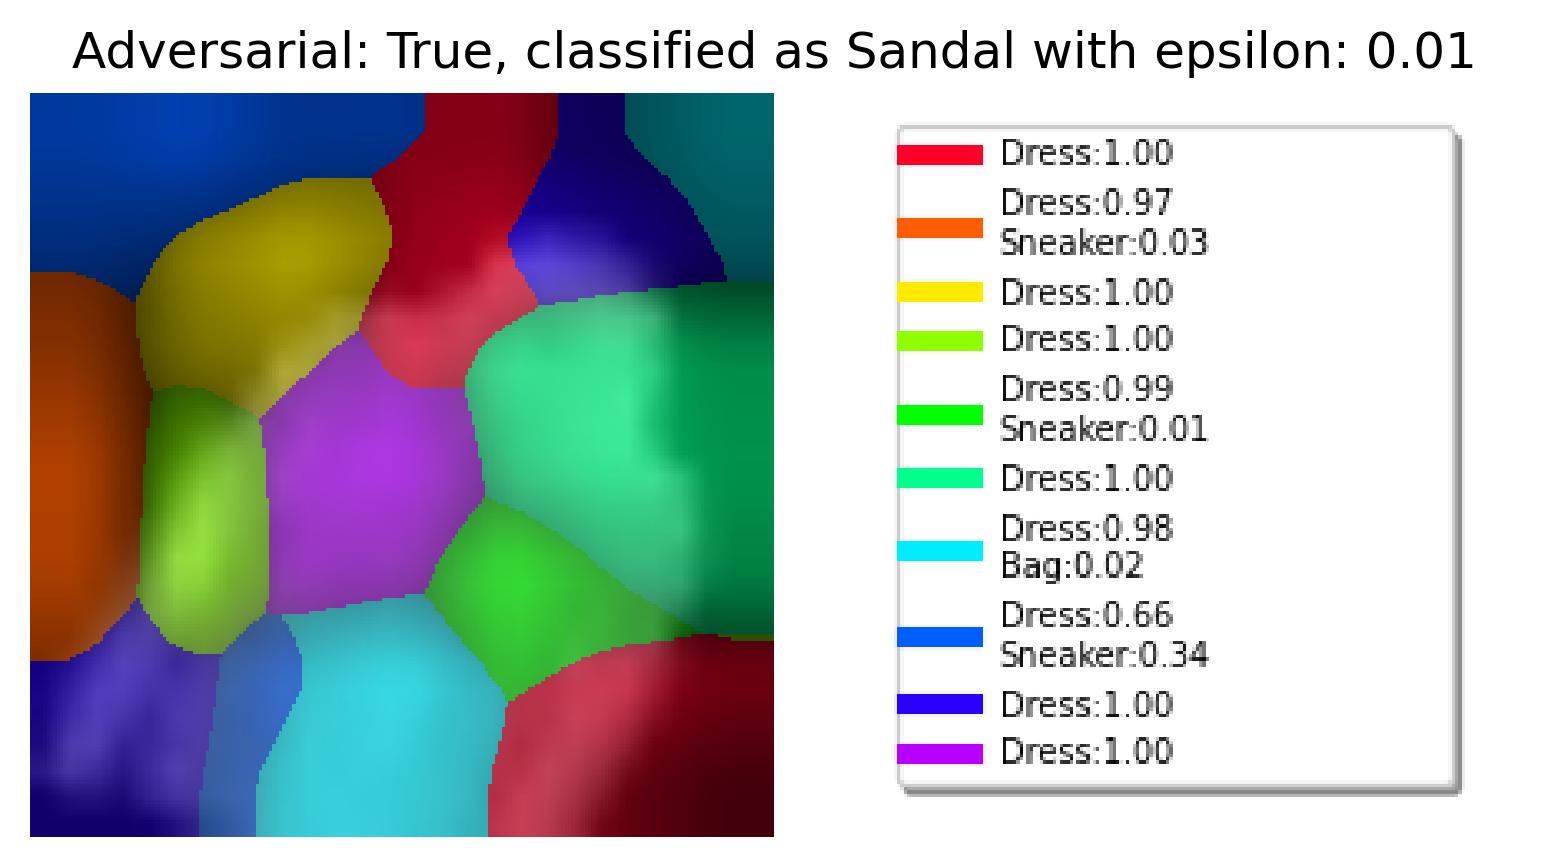 Adversarial: True, classified as Sandal with epsilon: 0.01
Dress:1.00
Dress:0.97
Sneaker:0.03
Dress:1.00
Dress:1.00
Dress:0.99
Sneaker:0.01
Dress:1.00
Dress:0.98
Bag:0.02
Dress:0.66
Sneaker:0.34
Dress:1.00
Dress:1.00